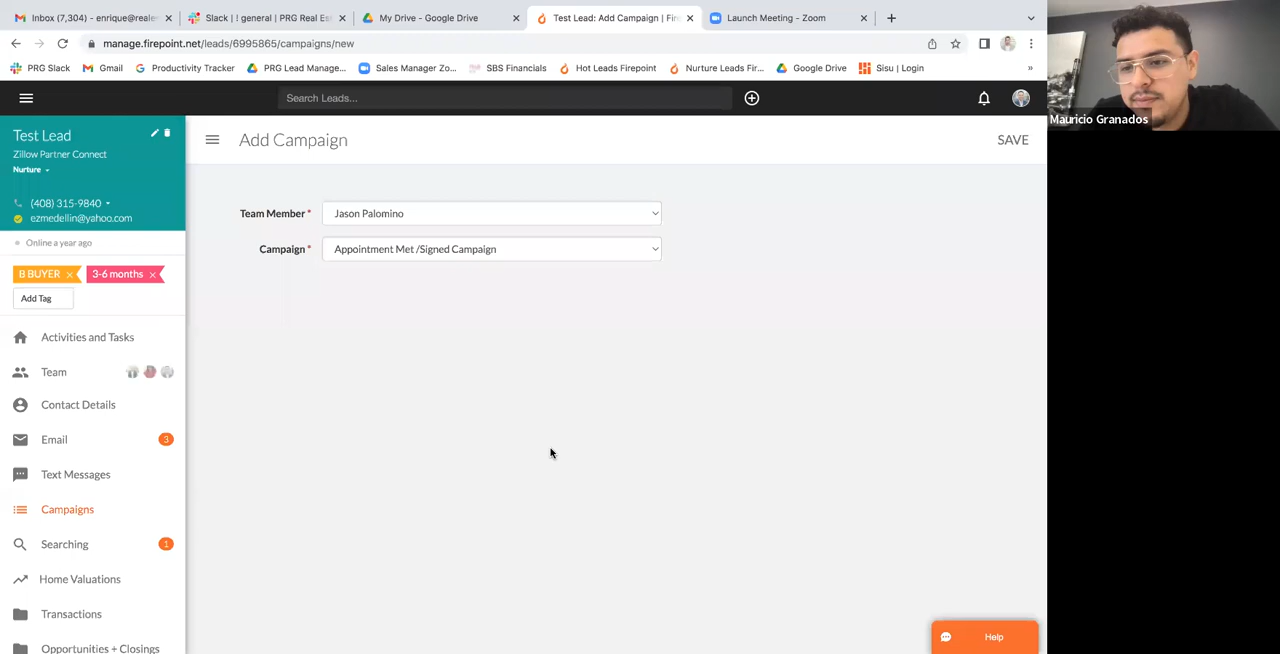 Inbox (7,304) - enrique@reale
Slack | ! general | PRG Real Es
My Drive - Google Drive
Test Lead: Add Campaign | Fire
Launch Meeting - Zoom
manage.firepoint.net/leads/6995865/campaigns/new
PRG Slack
Gmail
Productivity Tracker
PRG Lead Manage...
Sales Manager Zo...
SBS Financials
Hot Leads Firepoint
Nurture Leads Fir...
Google Drive
Sisu | Login
»
Search Leads...
Test Lead
Zillow Partner Connect
Nurture
(408) 315-9840
ezmedellin@yahoo.com
Online a year ago
B BUYER ×
3-6 months ×
Add Tag
Activities and Tasks
Team
Contact Details
Email 3
Text Messages
Campaigns
Searching 1
Home Valuations
Transactions
Opportunities + Closings
Add Campaign
SAVE
Team Member * Jason Palomino
Campaign * Appointment Met /Signed Campaign
Help
Mauricio Granados